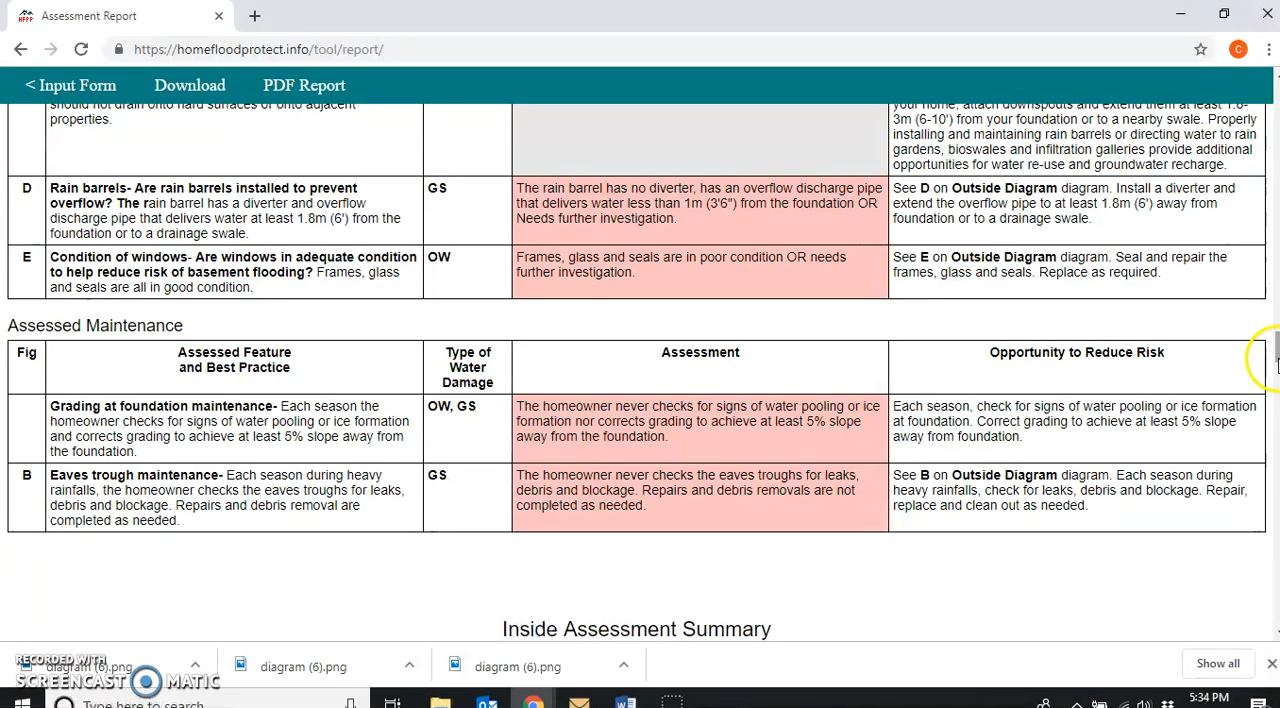 HFPP
Assessment Report
https://homefloodprotect.info/tool/report/
C
< Input Form
Download
PDF Report
should not drain onto hard surfaces or onto adjacent
properties.
your home, attach downspouts and extend them at least 1.8-
3m (6-10') from your foundation or to a nearby swale. Properly
installing and maintaining rain barrels or directing water to rain
gardens, bioswales and infiltration galleries provide additional
opportunities for water re-use and groundwater recharge.
D
Rain barrels- Are rain barrels installed to prevent
overflow? The rain barrel has a diverter and overflow
discharge pipe that delivers water at least 1.8m (6') from the
foundation or to a drainage swale.
GS
The rain barrel has no diverter, has an overflow discharge pipe
that delivers water less than 1m (3'6") from the foundation OR
Needs further investigation.
See D on Outside Diagram diagram. Install a diverter and
extend the overflow pipe to at least 1.8m (6') away from
foundation or to a drainage swale.
E
Condition of windows- Are windows in adequate condition
to help reduce risk of basement flooding? Frames, glass
and seals are all in good condition.
OW
Frames, glass and seals are in poor condition OR needs
further investigation.
See E on Outside Diagram diagram. Seal and repair the
frames, glass and seals. Replace as required.
Assessed Maintenance
Fig
Assessed Feature
and Best Practice
Type of
Water
Damage
Assessment
Opportunity to Reduce Risk
Grading at foundation maintenance- Each season the
homeowner checks for signs of water pooling or ice formation
and corrects grading to achieve at least 5% slope away from
the foundation.
OW, GS
The homeowner never checks for signs of water pooling or ice
formation nor corrects grading to achieve at least 5% slope
away from the foundation.
Each season, check for signs of water pooling or ice formation
at foundation. Correct grading to achieve at least 5% slope
away from foundation.
B
Eaves trough maintenance- Each season during heavy
rainfalls, the homeowner checks the eaves troughs for leaks,
debris and blockage. Repairs and debris removal are
completed as needed.
GS
The homeowner never checks the eaves troughs for leaks,
debris and blockage. Repairs and debris removals are not
completed as needed.
See B on Outside Diagram diagram. Each season during
heavy rainfalls, check for leaks, debris and blockage. Repair,
replace and clean out as needed.
Inside Assessment Summary
RECORDED WITH
SCREENCAST MATIC
diagram (6).png
diagram (6).png
diagram (6).png
Show all
Type here to search
5:34 PM